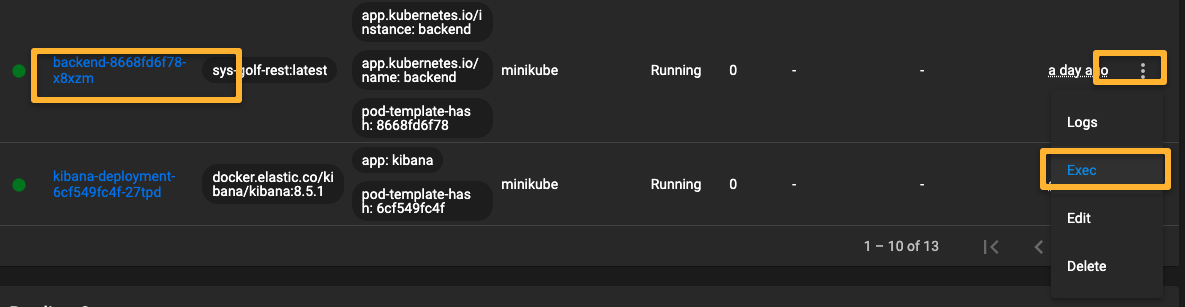 app.kubernetes.io/i
nstance: backend
backend-8668fd6f78-
x8xzm
sys-golf-rest:latest
app.kubernetes.io/
name: backend
minikube
Running
0
-
-
a day ago
pod-template-has
h: 8668fd6f78
Logs
kibana-deployment-
6cf549fc4f-27tpd
docker.elastic.co/ki
bana/kibana:8.5.1
app: kibana
pod-template-has
h: 6cf549fc4f
minikube
Running
0
-
-
Exec
Edit
1 – 10 of 13
Delete